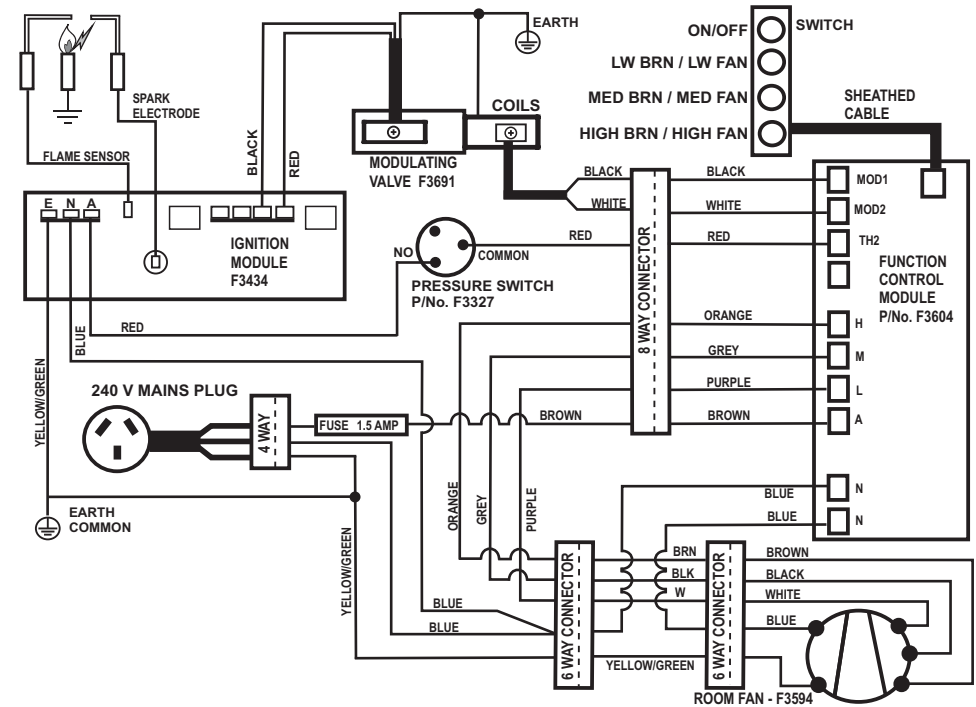 EARTH
ON/OFF
SWITCH
LW BRN / LW FAN
MED BRN / MED FAN
HIGH BRN / HIGH FAN
SHEATHED
CABLE
SPARK
ELECTRODE
FLAME SENSOR
BLACK
RED
COILS
MODULATING
VALVE F3691
BLACK
WHITE
BLACK
WHITE
RED
MOD1
MOD2
TH2
E N A
IGNITION
MODULE
F3434
NO
COMMON
RED
PRESSURE SWITCH
P/No. F3327
8 WAY CONNECTOR
FUNCTION
CONTROL
MODULE
P/No. F3604
ORANGE
H
GREY
M
PURPLE
L
BROWN
A
RED
BLUE
YELLOW/GREEN
240 V MAINS PLUG
4 WAY
FUSE 1.5 AMP
BROWN
EARTH
COMMON
ORANGE
GREY
PURPLE
BLUE
N
BLUE
N
YELLOW/GREEN
BLUE
BLUE
6 WAY CONNECTOR
BRN
BLK
W
YELLOW/GREEN
6 WAY CONNECTOR
BROWN
BLACK
WHITE
BLUE
ROOM FAN - F3594